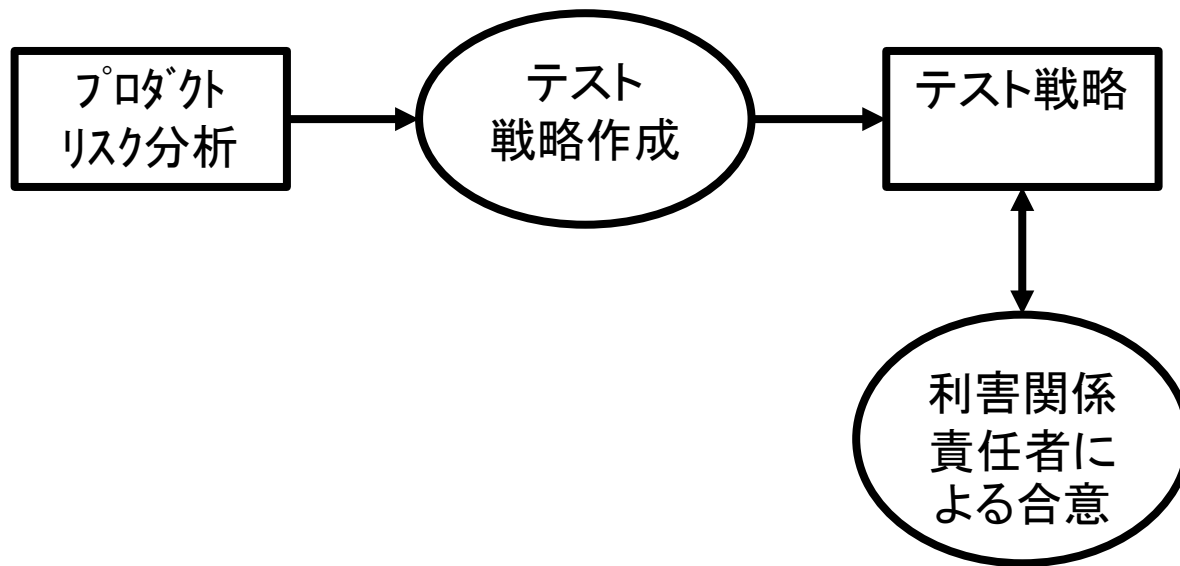 ﾌﾟﾛﾀﾞｸﾄ
ﾘｽｸ分析
テスト
戦略作成
テスト戦略
利害関係
責任者に
よる合意